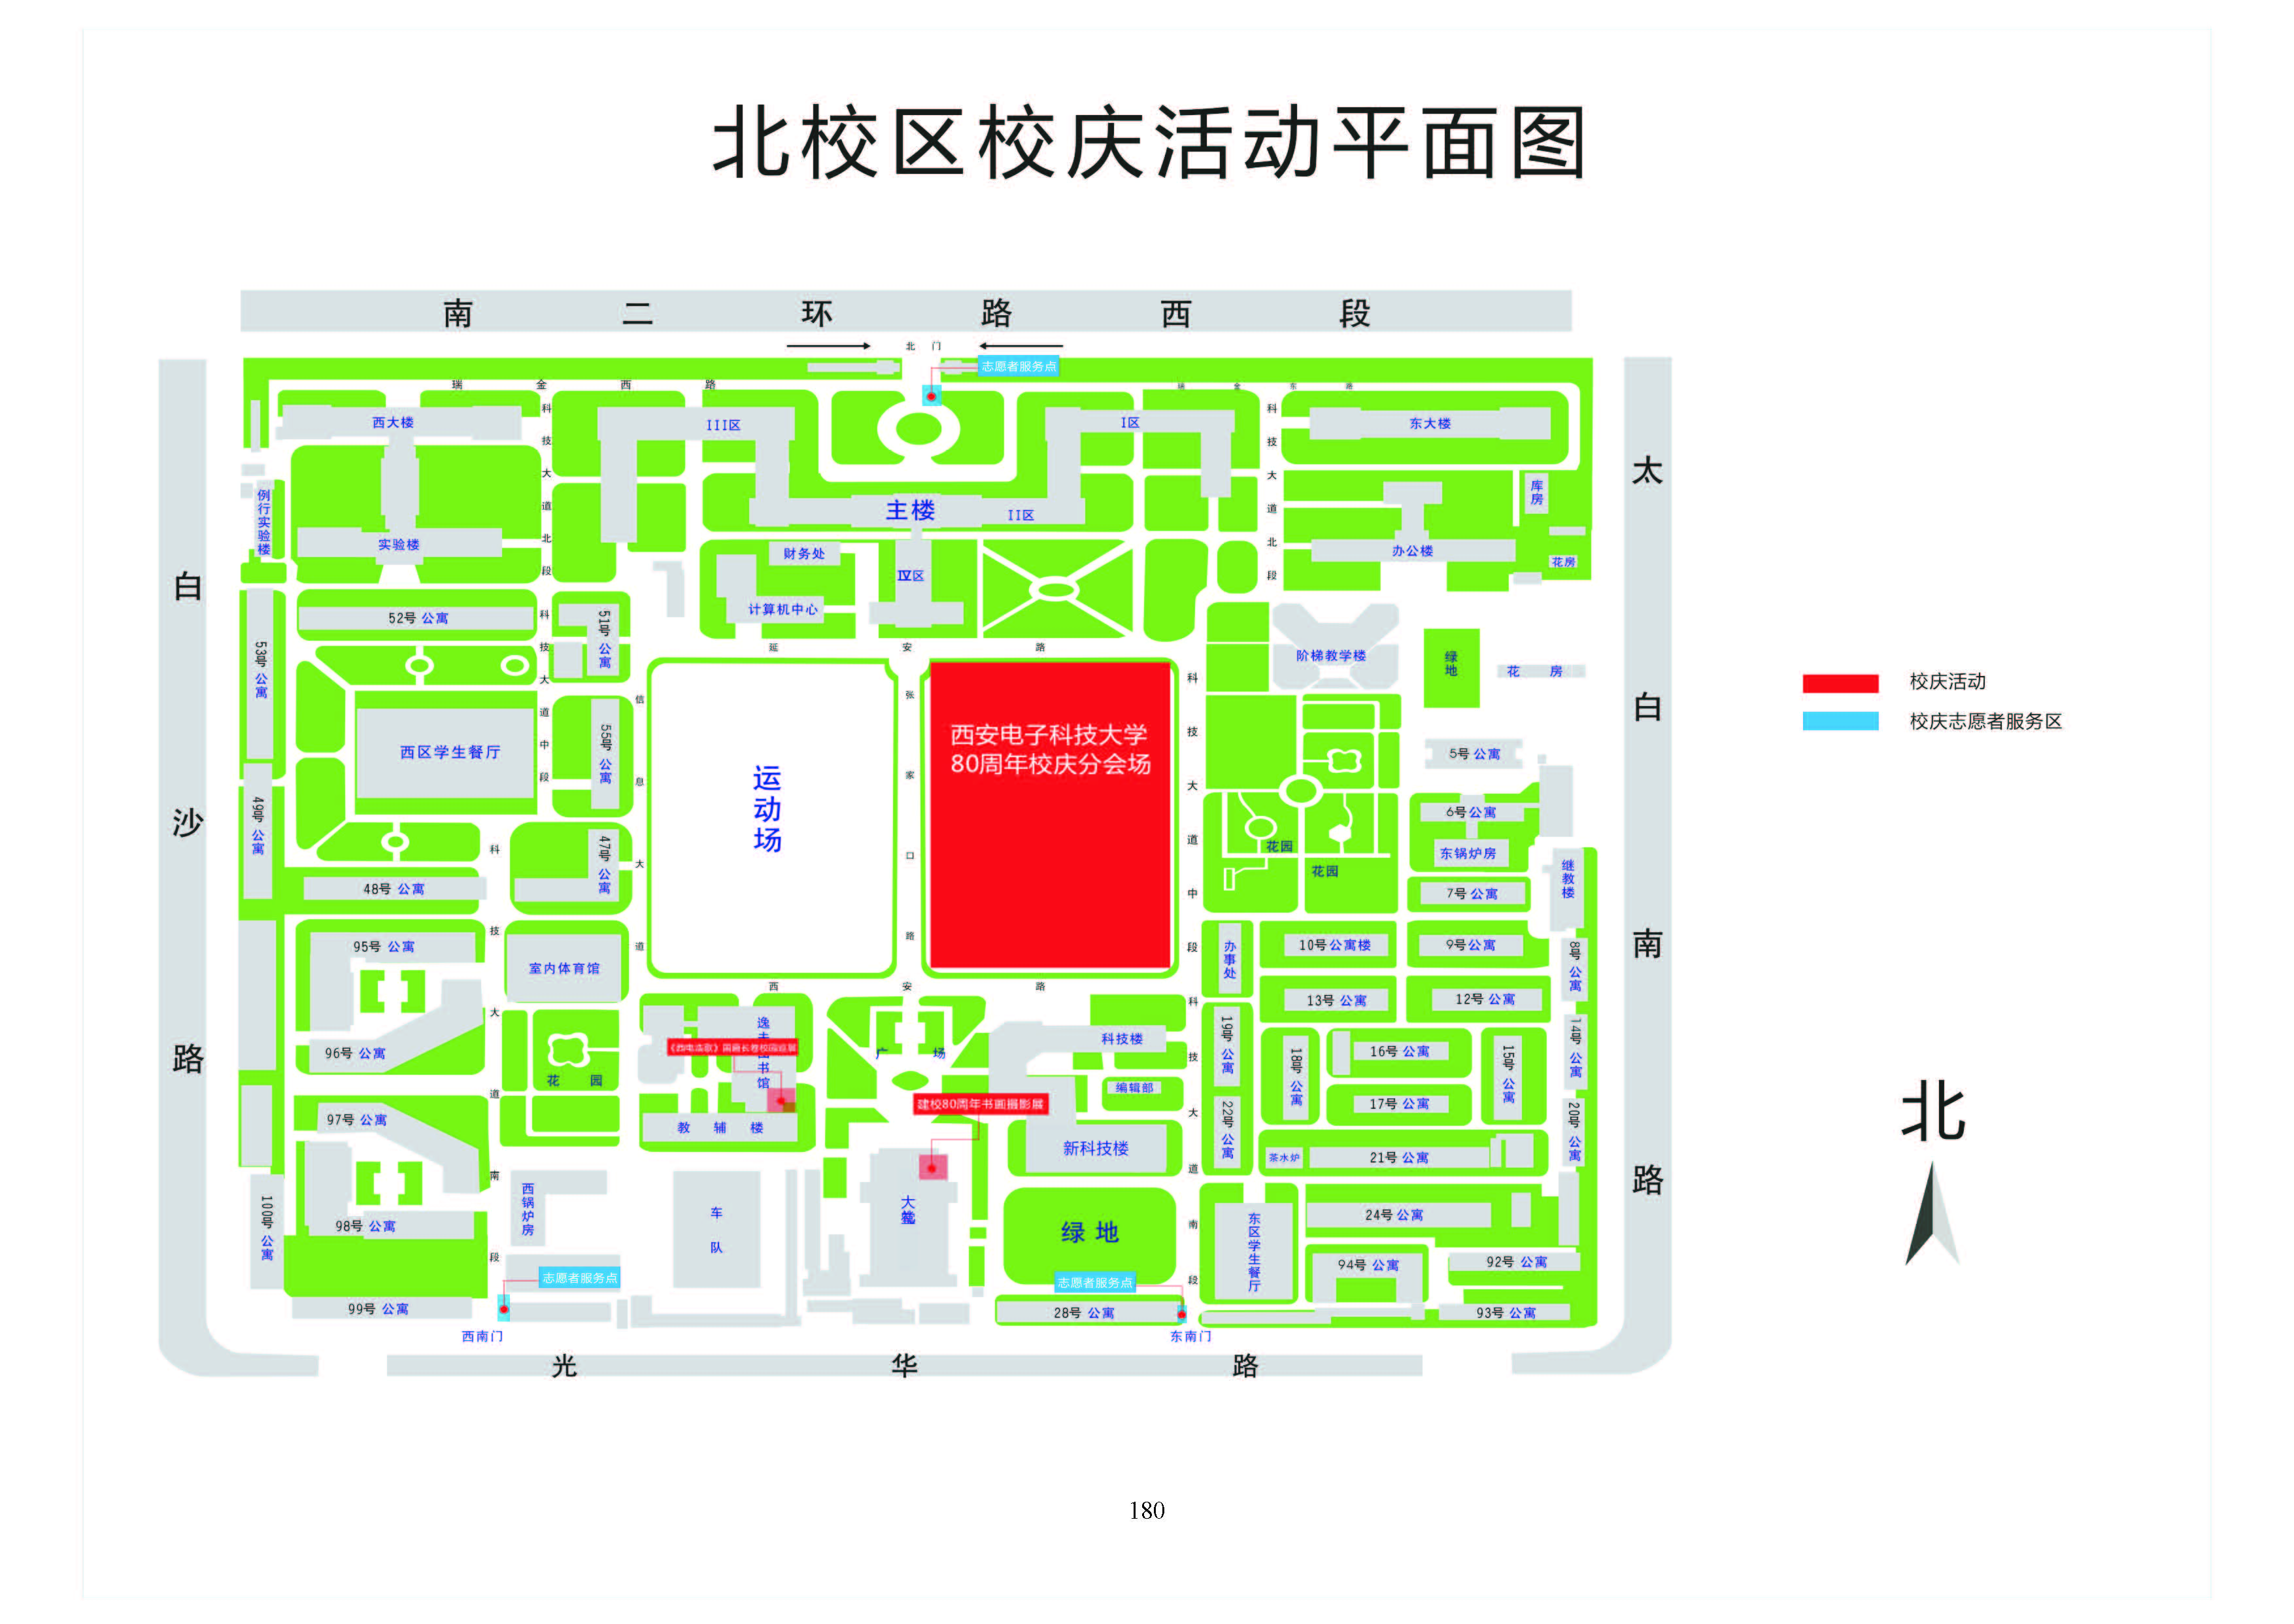 北校区校庆活动平面图
南二环路西段
北 门
志愿者服务点
瑞金西路
瑞金东路
白沙路
太白南路
西大楼
科技大道北段
III区
I区
科技大道北段
东大楼
例行实验楼
实验楼
主楼
II区
库房
办公楼
花房
财务处
IV区
计算机中心
52号 公寓
53号 公寓
51号 公寓
科技大道中段
延安路
阶梯教学楼
绿地
花 房
信息大道
张家口路
科技大道中段
西安电子科技大学
80周年校庆分会场
校庆活动
校庆志愿者服务区
西区学生餐厅
55号 公寓
运动场
5号 公寓
6号 公寓
49号 公寓
47号 公寓
花园
花园
东锅炉房
继教楼
48号 公寓
7号 公寓
95号 公寓
科技大道南段
室内体育馆
办事处
10号 公寓楼
9号 公寓
8号 公寓
西安路
13号 公寓
12号 公寓
96号 公寓
花 园
逸夫图书馆
广 场
科技楼
科技大道南段
19号 公寓
18号 公寓
16号 公寓
15号 公寓
14号 公寓
编辑部
建校80周年书画摄影展
17号 公寓
22号 公寓
20号 公寓
97号 公寓
教 辅 楼
新科技楼
茶水炉
21号 公寓
100号 公寓
98号 公寓
西锅炉房
车队
绿地
东区学生餐厅
24号 公寓
94号 公寓
92号 公寓
志愿者服务点
志愿者服务点
99号 公寓
28号 公寓
93号 公寓
西南门
东南门
光华路
北
180